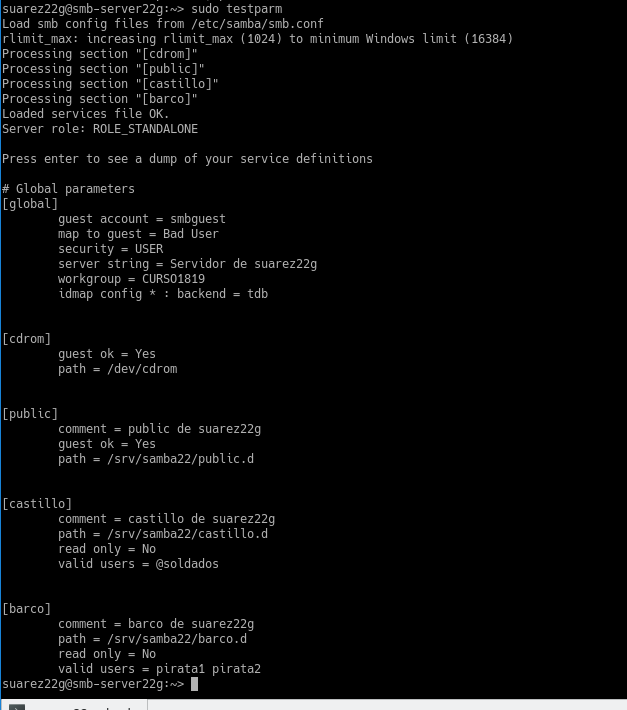 suarez22g@smb-server22g:~> sudo testparm
Load smb config files from /etc/samba/smb.conf
rlimit_max: increasing rlimit_max (1024) to minimum Windows limit (16384)
Processing section "[cdrom]"
Processing section "[public]"
Processing section "[castillo]"
Processing section "[barco]"
Loaded services file OK.
Server role: ROLE_STANDALONE
Press enter to see a dump of your service definitions
# Global parameters
[global]
guest account = smbguest
map to guest = Bad User
security = USER
server string = Servidor de suarez22g
workgroup = CURSO1819
idmap config * : backend = tdb
[cdrom]
guest ok = Yes
path = /dev/cdrom
[public]
comment = public de suarez22g
guest ok = Yes
path = /srv/samba22/public.d
[castillo]
comment = castillo de suarez22g
path = /srv/samba22/castillo.d
read only = No
valid users = @soldados
[barco]
comment = barco de suarez22g
path = /srv/samba22/barco.d
read only = No
valid users = pirata1 pirata2
suarez22g@smb-server22g:~>